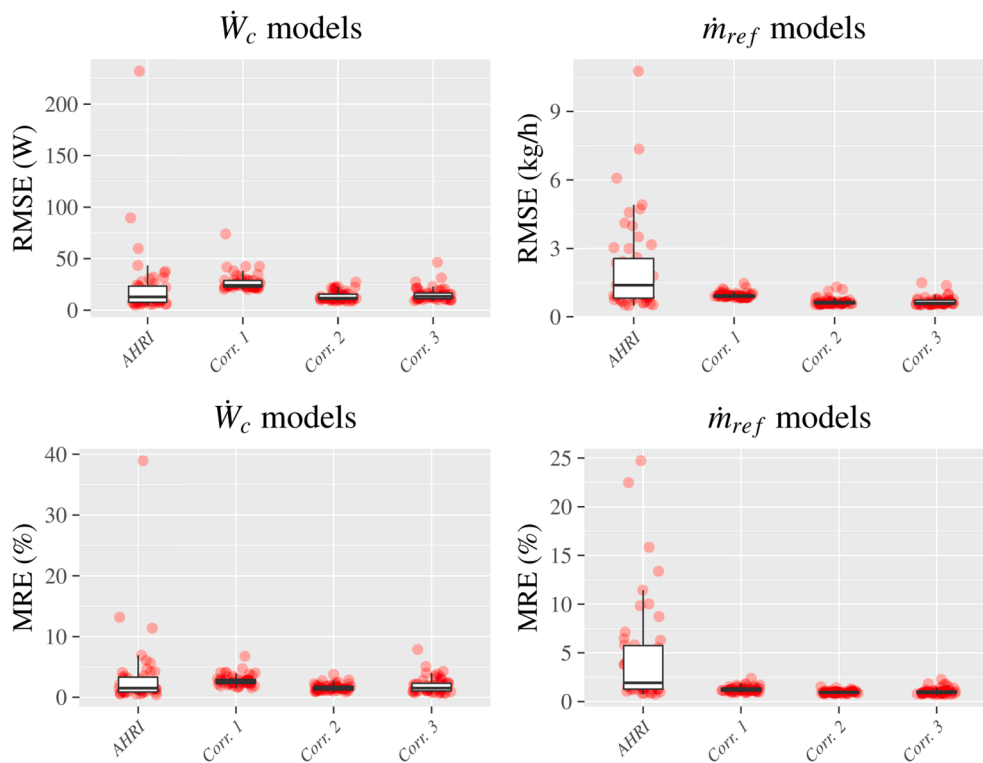 Ẇc models
RMSE (W)
200
150
100
50
0
AHRI
Corr. 1
Corr. 2
Corr. 3
ṁref models
RMSE (kg/h)
9
6
3
0
AHRI
Corr. 1
Corr. 2
Corr. 3
Ẇc models
MRE (%)
40
30
20
10
0
AHRI
Corr. 1
Corr. 2
Corr. 3
ṁref models
MRE (%)
25
20
15
10
5
0
AHRI
Corr. 1
Corr. 2
Corr. 3